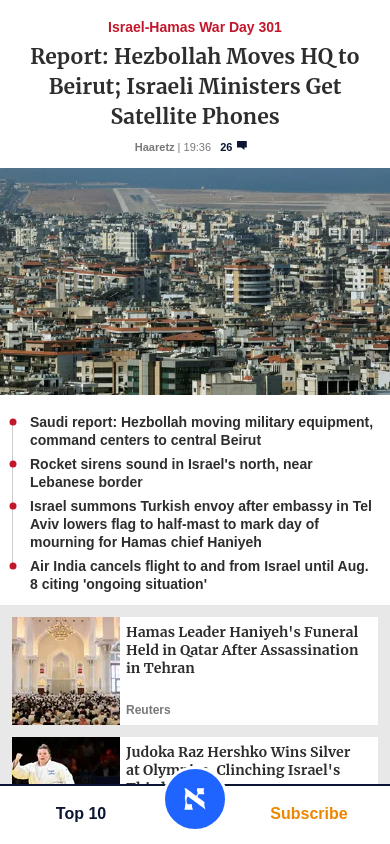 Israel-Hamas War Day 301
Report: Hezbollah Moves HQ to
Beirut; Israeli Ministers Get
Satellite Phones
Haaretz | 19:36 26
Saudi report: Hezbollah moving military equipment,
command centers to central Beirut
Rocket sirens sound in Israel's north, near
Lebanese border
Israel summons Turkish envoy after embassy in Tel
Aviv lowers flag to half-mast to mark day of
mourning for Hamas chief Haniyeh
Air India cancels flight to and from Israel until Aug.
8 citing 'ongoing situation'
Hamas Leader Haniyeh's Funeral
Held in Qatar After Assassination
in Tehran
Reuters
Judoka Raz Hershko Wins Silver
at Clinching Israel's
Top 10
Subscribe